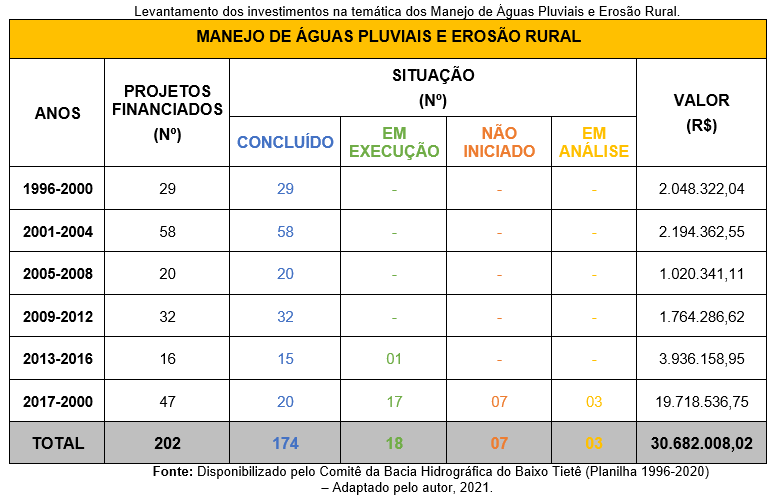 Levantamento dos investimentos na temática dos Manejo de Águas Pluviais e Erosão Rural.
MANEJO DE ÁGUAS PLUVIAIS E EROSÃO RURAL
ANOS
PROJETOS
FINANCIADOS
(Nº)
SITUAÇÃO
(Nº)
VALOR
(R$)
CONCLUÍDO
EM
EXECUÇÃO
NÃO
INICIADO
EM
ANÁLISE
1996-2000 29 29 - - - 2.048.322,04
2001-2004 58 58 - - - 2.194.362,55
2005-2008 20 20 - - - 1.020.341,11
2009-2012 32 32 - - - 1.764.286,62
2013-2016 16 15 01 - - 3.936.158,95
2017-2000 47 20 17 07 03 19.718.536,75
TOTAL 202 174 18 07 03 30.682.008,02
Fonte: Disponibilizado pelo Comitê da Bacia Hidrográfica do Baixo Tietê (Planilha 1996-2020)
– Adaptado pelo autor, 2021.